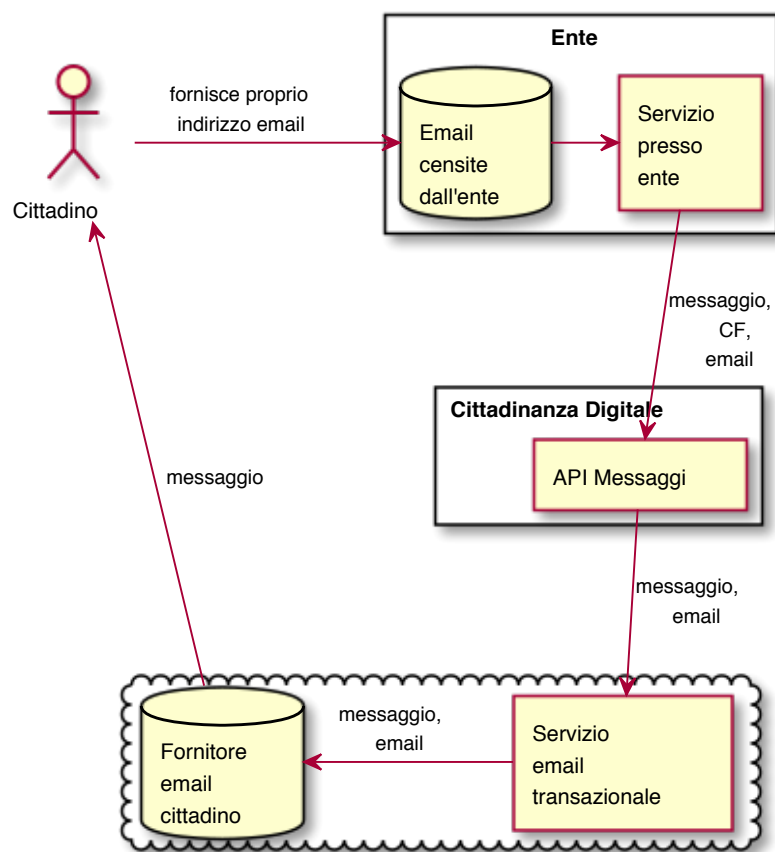 Ente
fornisce proprio
indirizzo email
Email
censite
dall'ente
Servizio
presso
ente
Cittadino
messaggio,
CF,
email
Cittadinanza Digitale
API Messaggi
messaggio
messaggio,
email
messaggio,
email
Fornitore
email
cittadino
Servizio
email
transazionale